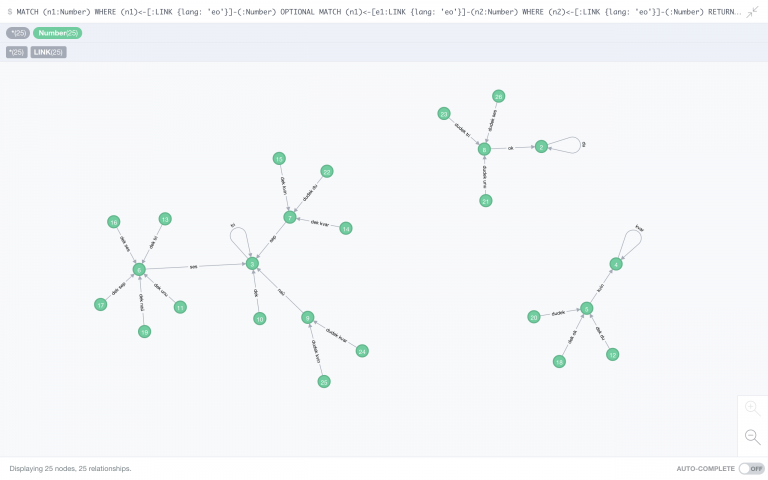 $ MATCH (n1:Number) WHERE (n1)<-[:LINK {lang: 'eo'}]-(:Number) OPTIONAL MATCH (n1)<-[e1:LINK {lang: 'eo'}]-(n2:Number) WHERE (n2)<-[:LINK {lang: 'eo'}]-(:Number) RETURN...
*(25) Number(25)
*(25) LINK(25)
26
23
dudek tri
dudek ses
8
ok
2
du
dudek unu
21
15
22
dek kvin
dudek du
7
dek kvar
14
sep
16
13
dek ses
dek tri
6
ses
tri
3
dek sep
dek naŭ
dek unu
17
19
11
dek
10
naŭ
9
dudek kvar
24
dudek kvin
25
kvar
4
kvin
5
dudek
20
dek ok
dek du
18
12
Displaying 25 nodes, 25 relationships.
AUTO-COMPLETE OFF